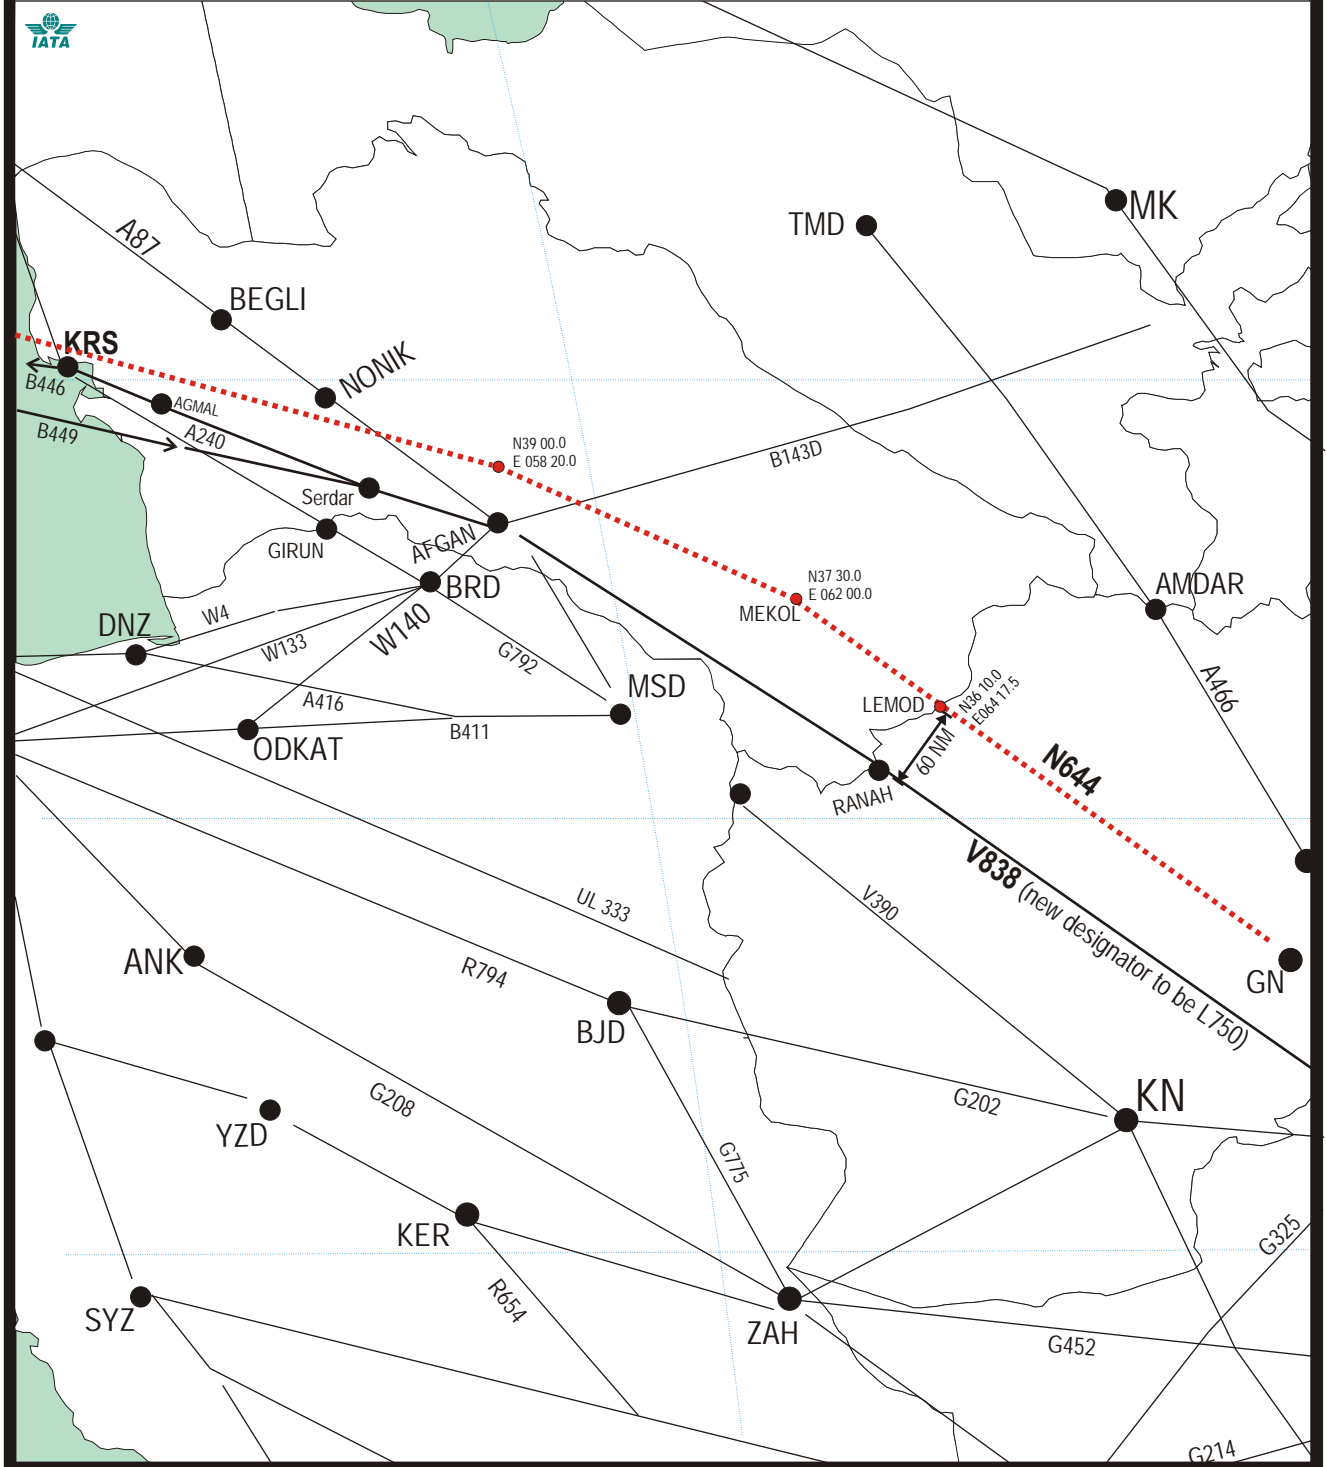 IATA
MK
TMD
A87
BEGLI
KRS
NONIK
B446
AGMAL
B449
A240
N39 00.0
E 058 20.0
B143D
Serdar
GIRUN
AFGAN
BRD
N37 30.0
E 062 00.0
MEKOL
AMDAR
W4
DNZ
W133
W140
G792
A416
MSD
B411
ODKAT
LEMOD
N36 10.0
E064 17.5
A466
60 NM
RANAH
N644
V838 (new designator to be L750)
V390
UL 333
ANK
R794
BJD
GN
G208
G202
KN
YZD
G775
KER
G325
R654
SYZ
ZAH
G452
G214